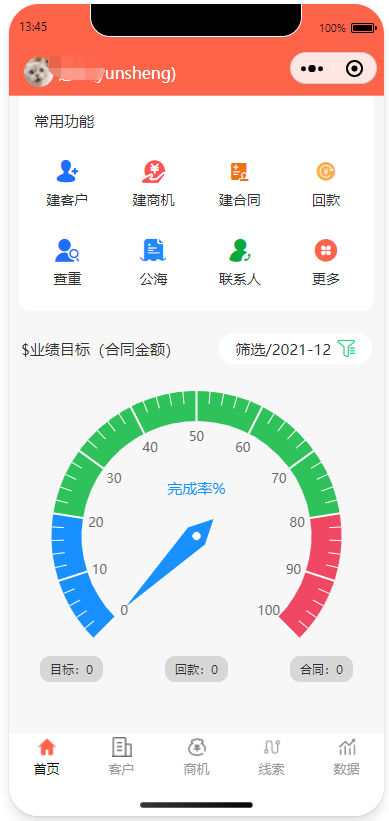 13:45 100%
yunsheng)
常用功能
建客户 建商机 建合同 回款
查重 公海 联系人 更多
$业绩目标（合同金额） 筛选/2021-12
50
40 60
30 70
完成率%
20 80
10 90
0 100
目标：0 回款：0 合同：0
首页 客户 商机 线索 数据